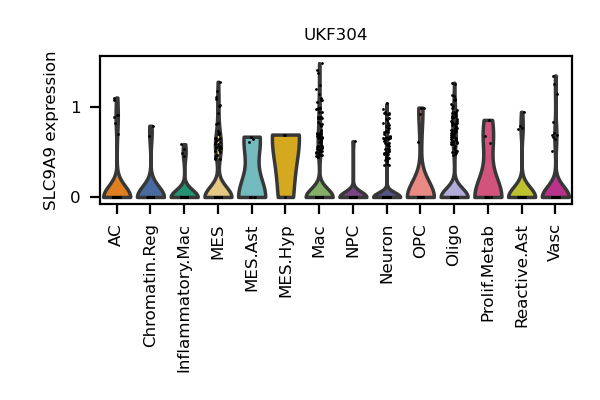 UKF304
SLC9A9 expression
1
0
AC
Chromatin.Reg
Inflammatory.Mac
MES
MES.Ast
MES.Hyp
Mac
NPC
Neuron
OPC
Oligo
Prolif.Metab
Reactive.Ast
Vasc